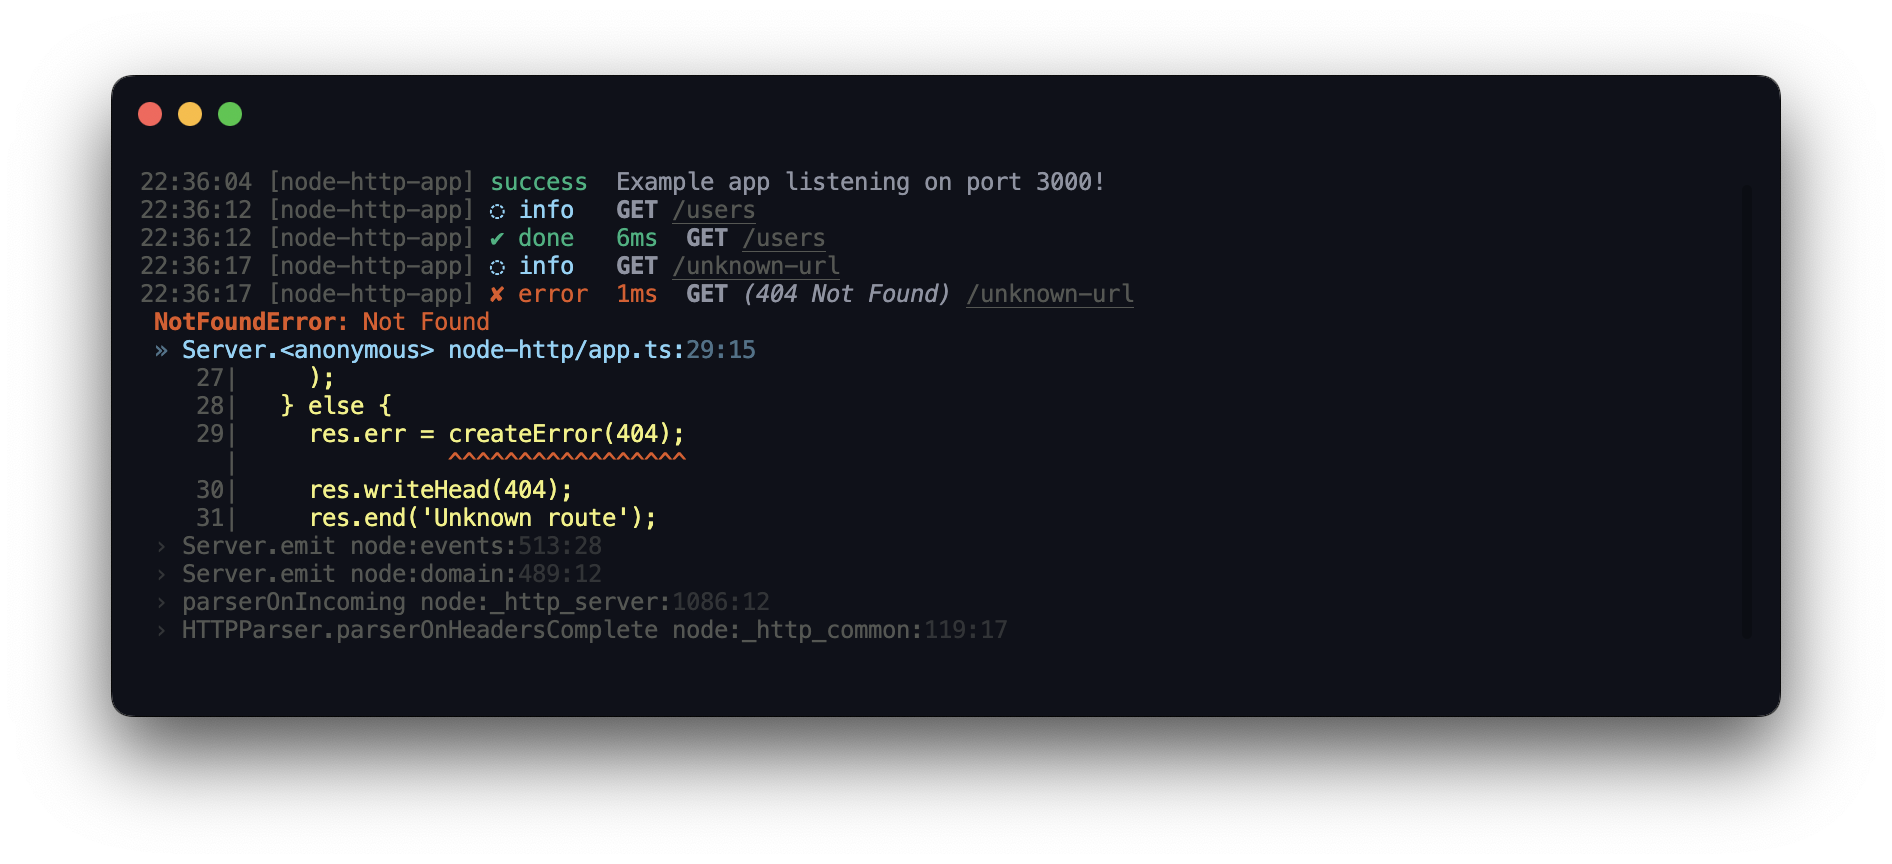 22:36:04 [node-http-app] success  Example app listening on port 3000!
22:36:12 [node-http-app] ◌ info   GET /users
22:36:12 [node-http-app] ✔ done   6ms  GET /users
22:36:17 [node-http-app] ◌ info   GET /unknown-url
22:36:17 [node-http-app] ✘ error  1ms  GET (404 Not Found) /unknown-url
 NotFoundError: Not Found
 » Server.<anonymous> node-http/app.ts:29:15
    27|     );
    28|   } else {
    29|     res.err = createError(404);
      |               ^^^^^^^^^^^^^^^^^
    30|     res.writeHead(404);
    31|     res.end('Unknown route');
 › Server.emit node:events:513:28
 › Server.emit node:domain:489:12
 › parserOnIncoming node:_http_server:1086:12
 › HTTPParser.parserOnHeadersComplete node:_http_common:119:17